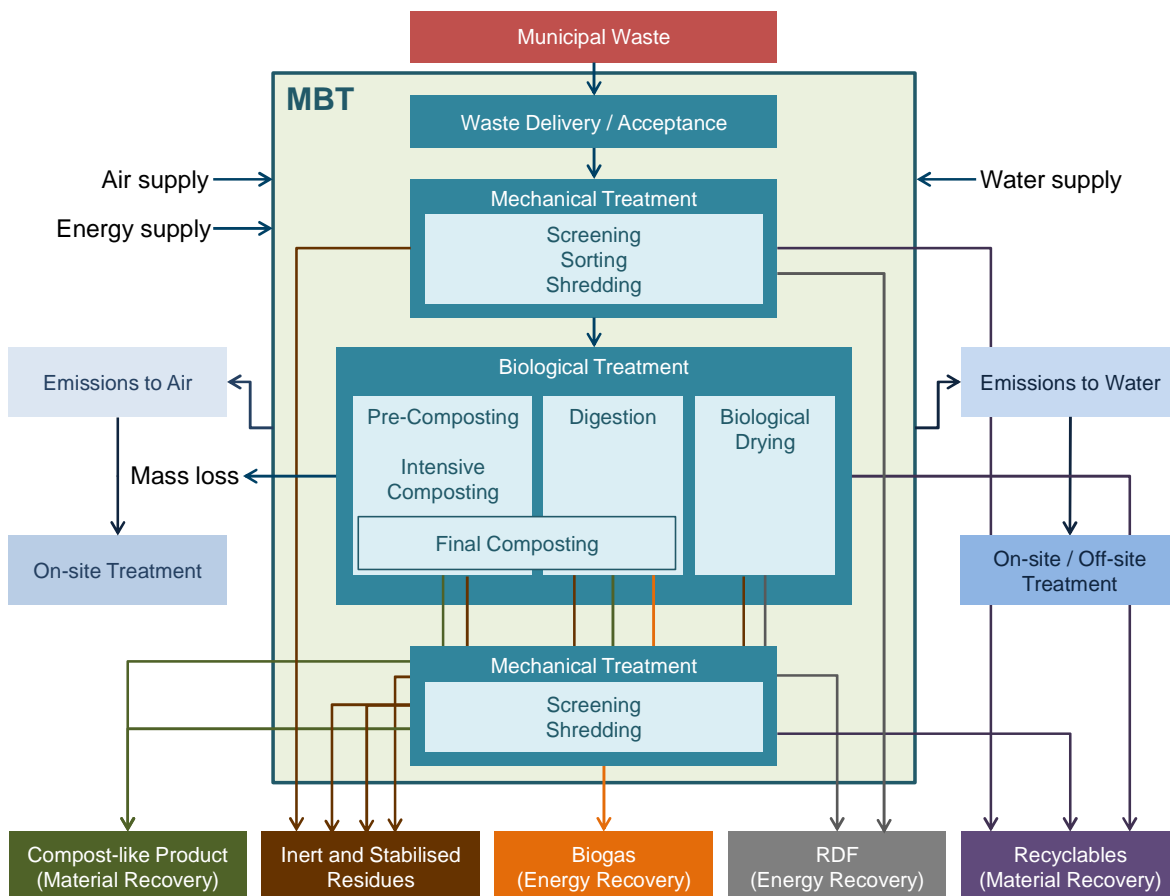 Municipal Waste
MBT
Waste Delivery / Acceptance
Air supply
Water supply
Energy supply
Mechanical Treatment
Screening
Sorting
Shredding
Biological Treatment
Emissions to Air
Emissions to Water
Pre-Composting
Digestion
Biological
Drying
Intensive
Composting
Mass loss
Final Composting
On-site Treatment
On-site / Off-site
Treatment
Mechanical Treatment
Screening
Shredding
Compost-like Product
(Material Recovery)
Inert and Stabilised
Residues
Biogas
(Energy Recovery)
RDF
(Energy Recovery)
Recyclables
(Material Recovery)